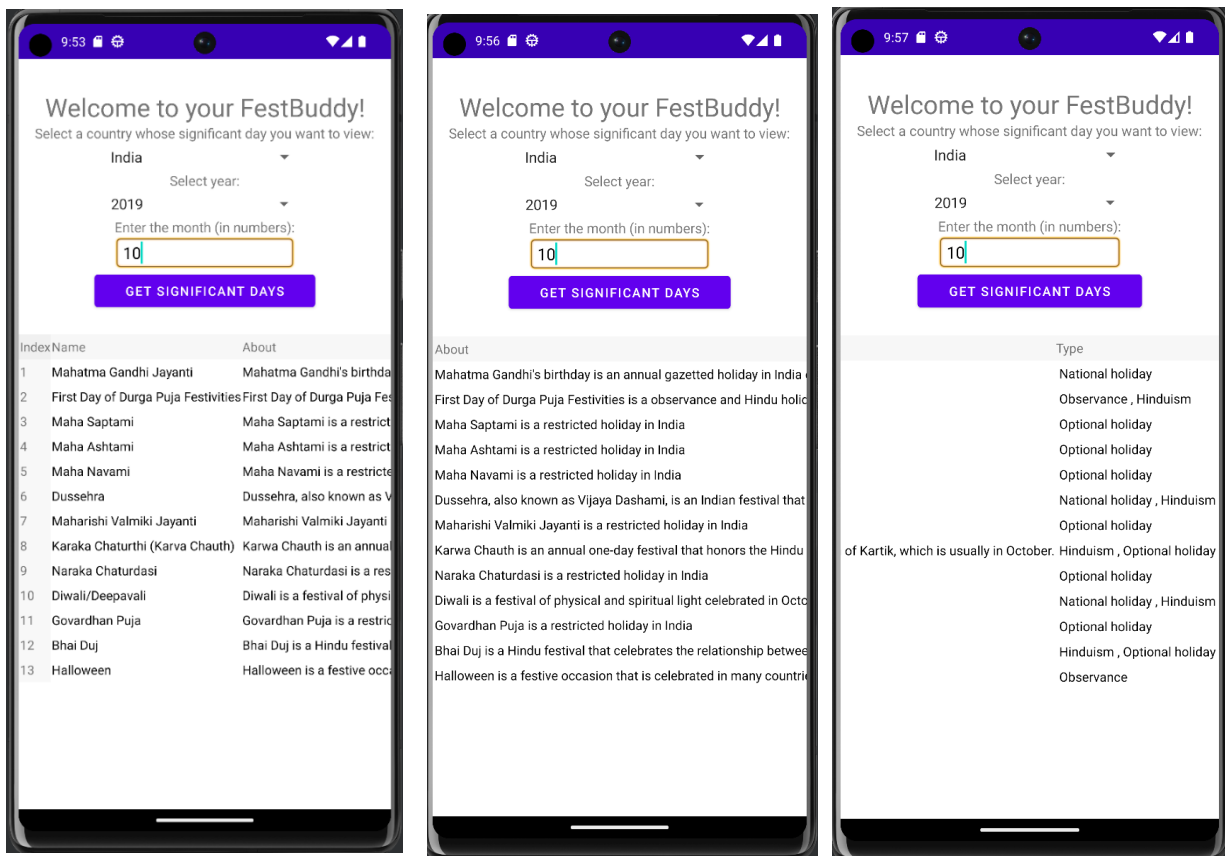 9:53
Welcome to your FestBuddy!
Select a country whose significant day you want to view:
India
Select year:
2019
Enter the month (in numbers):
10
GET SIGNIFICANT DAYS
Index Name About
1 Mahatma Gandhi Jayanti Mahatma Gandhi's birthda
2 First Day of Durga Puja Festivities First Day of Durga Puja Fes
3 Maha Saptami Maha Saptami is a restrict
4 Maha Ashtami Maha Ashtami is a restrict
5 Maha Navami Maha Navami is a restricte
6 Dussehra Dussehra, also known as V
7 Maharishi Valmiki Jayanti Maharishi Valmiki Jayanti
8 Karaka Chaturthi (Karva Chauth) Karwa Chauth is an annual
9 Naraka Chaturdasi Naraka Chaturdasi is a res
10 Diwali/Deepavali Diwali is a festival of physi
11 Govardhan Puja Govardhan Puja is a restric
12 Bhai Duj Bhai Duj is a Hindu festival
13 Halloween Halloween is a festive occa
9:56
Welcome to your FestBuddy!
Select a country whose significant day you want to view:
India
Select year:
2019
Enter the month (in numbers):
10
GET SIGNIFICANT DAYS
About
Mahatma Gandhi's birthday is an annual gazetted holiday in India
First Day of Durga Puja Festivities is a observance and Hindu holic
Maha Saptami is a restricted holiday in India
Maha Ashtami is a restricted holiday in India
Maha Navami is a restricted holiday in India
Dussehra, also known as Vijaya Dashami, is an Indian festival that
Maharishi Valmiki Jayanti is a restricted holiday in India
Karwa Chauth is an annual one-day festival that honors the Hindu
Naraka Chaturdasi is a restricted holiday in India
Diwali is a festival of physical and spiritual light celebrated in Octo
Govardhan Puja is a restricted holiday in India
Bhai Duj is a Hindu festival that celebrates the relationship betwee
Halloween is a festive occasion that is celebrated in many countri
9:57
Welcome to your FestBuddy!
Select a country whose significant day you want to view:
India
Select year:
2019
Enter the month (in numbers):
10
GET SIGNIFICANT DAYS
Type
National holiday
Observance , Hinduism
Optional holiday
Optional holiday
Optional holiday
National holiday , Hinduism
Optional holiday
of Kartik, which is usually in October. Hinduism , Optional holiday
Optional holiday
National holiday , Hinduism
Optional holiday
Hinduism , Optional holiday
Observance